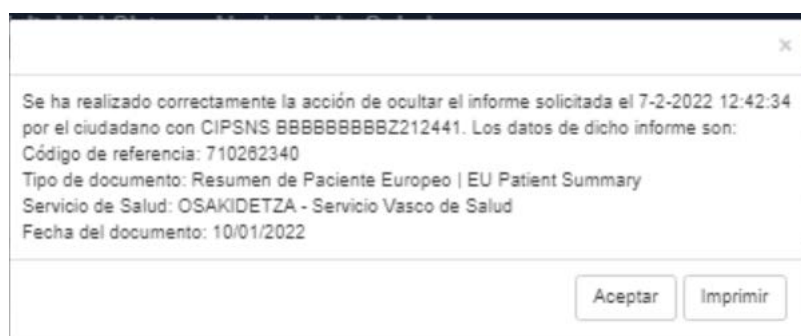 ×
Se ha realizado correctamente la acción de ocultar el informe solicitada el 7-2-2022 12:42:34
por el ciudadano con CIPSNS BBBBBBBBBZ212441. Los datos de dicho informe son:
Código de referencia: 710262340
Tipo de documento: Resumen de Paciente Europeo | EU Patient Summary
Servicio de Salud: OSAKIDETZA - Servicio Vasco de Salud
Fecha del documento: 10/01/2022
Aceptar Imprimir